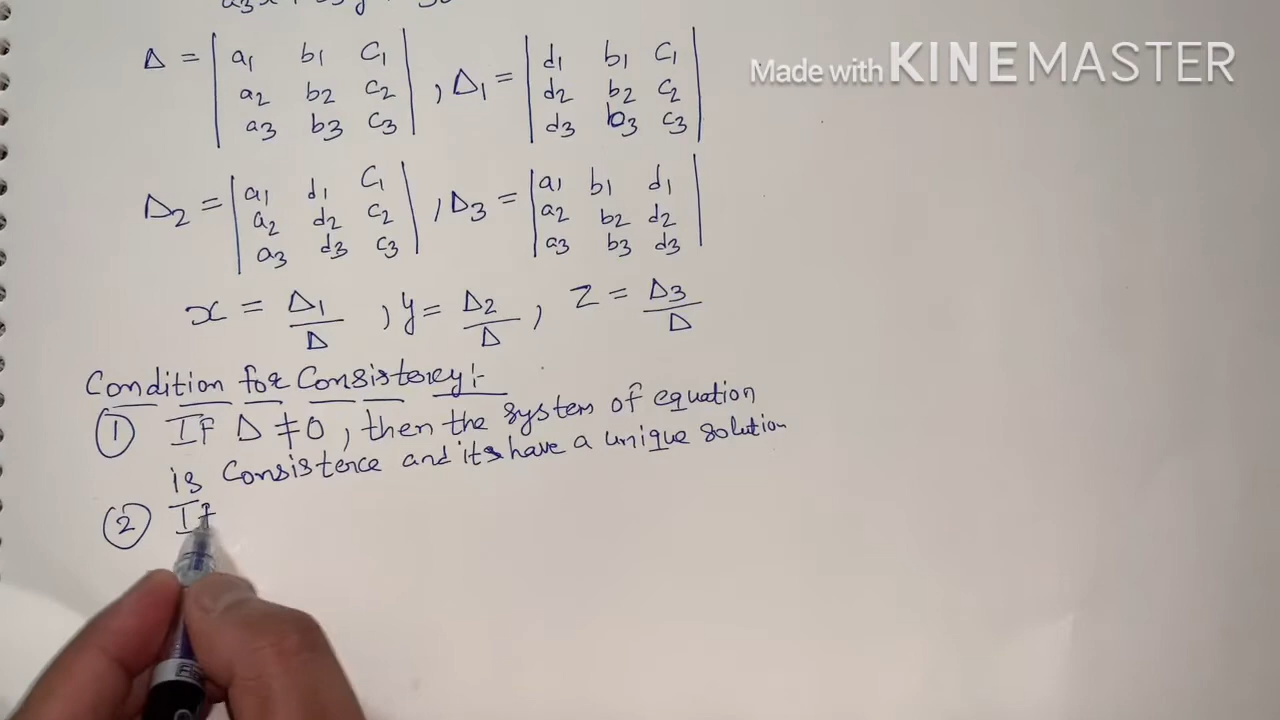 Made with KINEMASTER
Δ = | a1 b1 c1 | , Δ1 = | d1 b1 c1 |
| a2 b2 c2 | | d2 b2 c2 |
| a3 b3 c3 | | d3 b3 c3 |
Δ2 = | a1 d1 c1 | , Δ3 = | a1 b1 d1 |
| a2 d2 c2 | | a2 b2 d2 |
| a3 d3 c3 | | a3 b3 d3 |
x = Δ1/Δ , y = Δ2/Δ , z = Δ3/Δ
Condition for Consistency:-
① If Δ ≠ 0, then the system of equation
is Consistence and its have a unique solution
② If